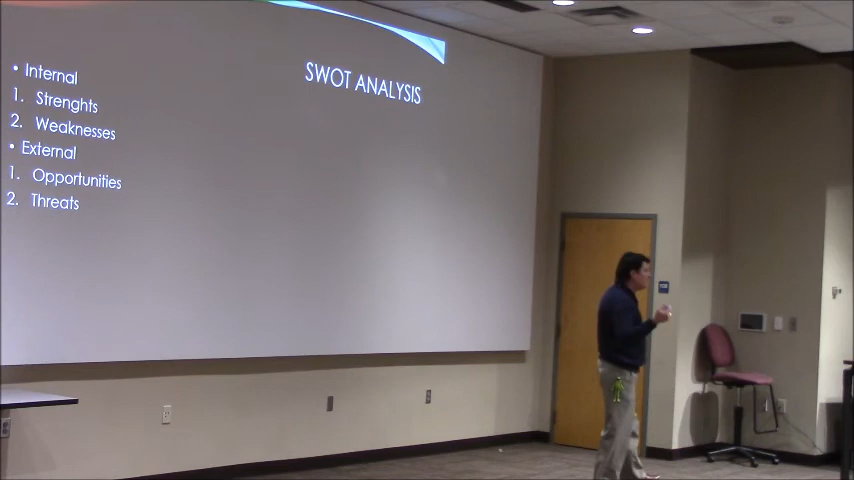 SWOT ANALYSIS
• Internal
1. Strenghts
2. Weaknesses
• External
1. Opportunities
2. Threats